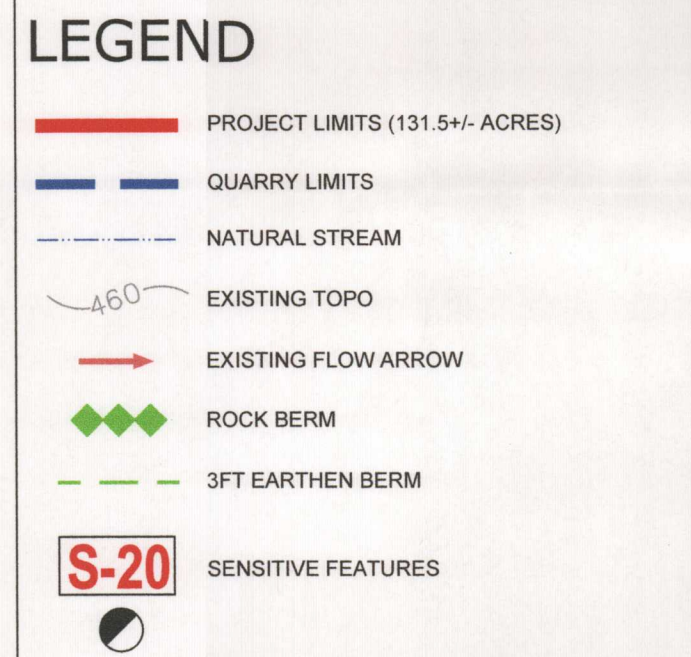 LEGEND
PROJECT LIMITS (131.5+/- ACRES)
QUARRY LIMITS
NATURAL STREAM
460 EXISTING TOPO
EXISTING FLOW ARROW
ROCK BERM
3FT EARTHEN BERM
S-20 SENSITIVE FEATURES